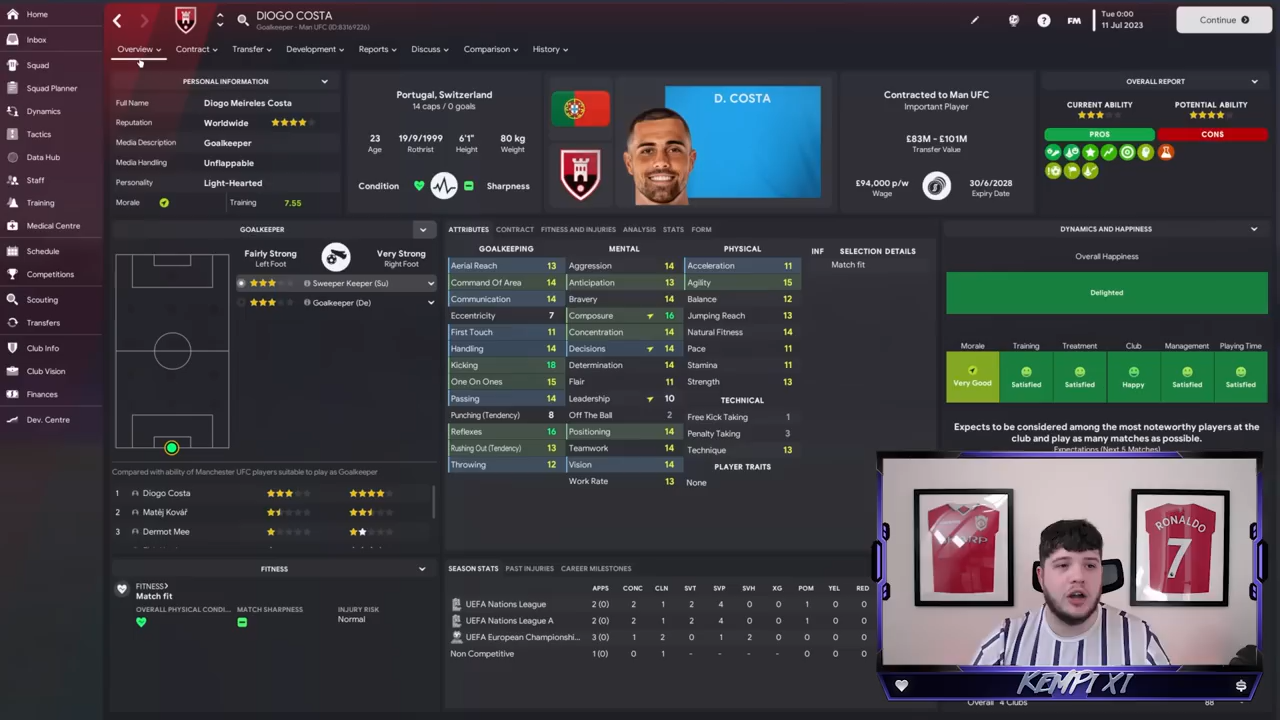 Home
Inbox
Squad
Squad Planner
Dynamics
Tactics
Data Hub
Staff
Training
Medical Centre
Schedule
Competitions
Scouting
Transfers
Club Info
Club Vision
Finances
Dev. Centre
DIOGO COSTA
Goalkeeper - Man UFC (ID:83169226)
FM
Tue 0:00
11 Jul 2023
Continue
Overview
Contract
Transfer
Development
Reports
Discuss
Comparison
History
PERSONAL INFORMATION
Full Name Diogo Meireles Costa
Reputation Worldwide
Media Description Goalkeeper
Media Handling Unflappable
Personality Light-Hearted
Morale Training 7.55
Portugal, Switzerland
14 caps / 0 goals
23 19/9/1999 6'1" 80 kg
Age Rothrist Height Weight
Condition Sharpness
D. COSTA
Contracted to Man UFC
Important Player
£83M - £101M
Transfer Value
£94,000 p/w 30/6/2028
Wage Expiry Date
OVERALL REPORT
CURRENT ABILITY POTENTIAL ABILITY
PROS CONS
GOALKEEPER
Fairly Strong Very Strong
Left Foot Right Foot
Sweeper Keeper (Su)
Goalkeeper (De)
Compared with ability of Manchester UFC players suitable to play as Goalkeeper
1 Diogo Costa
2 Matěj Kovář
3 Dermot Mee
FITNESS
FITNESS>
Match fit
OVERALL PHYSICAL CONDI... MATCH SHARPNESS INJURY RISK
Normal
ATTRIBUTES CONTRACT FITNESS AND INJURIES ANALYSIS STATS FORM
GOALKEEPING
Aerial Reach 13
Command Of Area 14
Communication 14
Eccentricity 7
First Touch 11
Handling 14
Kicking 18
One On Ones 15
Passing 14
Punching (Tendency) 8
Reflexes 16
Rushing Out (Tendency) 13
Throwing 12
MENTAL
Aggression 14
Anticipation 13
Bravery 14
Composure 16
Concentration 14
Decisions 14
Determination 14
Flair 11
Leadership 10
Off The Ball 2
Positioning 14
Teamwork 14
Vision 14
Work Rate 13
PHYSICAL
Acceleration 11
Agility 15
Balance 12
Jumping Reach 13
Natural Fitness 14
Pace 11
Stamina 11
Strength 13
TECHNICAL
Free Kick Taking 1
Penalty Taking 3
Technique 13
PLAYER TRAITS
None
INF SELECTION DETAILS
Match fit
SEASON STATS PAST INJURIES CAREER MILESTONES
APPS CONC CLN SVT SVP SVH XG POM YEL RED
UEFA Nations League 2 (0) 2 1 2 4 0 - 1 0 0
UEFA Nations League A 2 (0) 2 1 2 4 0 - 1 0 0
UEFA European Championshi... 3 (0) 1 2 0 1 2 - 0 0 0
Non Competitive 1 (0) 0 1 - - - - 0 0 0
DYNAMICS AND HAPPINESS
Overall Happiness
Delighted
Morale Training Treatment Club Management Playing Time
Very Good Satisfied Satisfied Happy Satisfied Satisfied
Expects to be considered among the most noteworthy players at the
club and play as many matches as possible.
Expectations (Next 5 Matches)
SHARP
RONALDO
7
KEMPI XI
Overall 4 Clubs 88 -